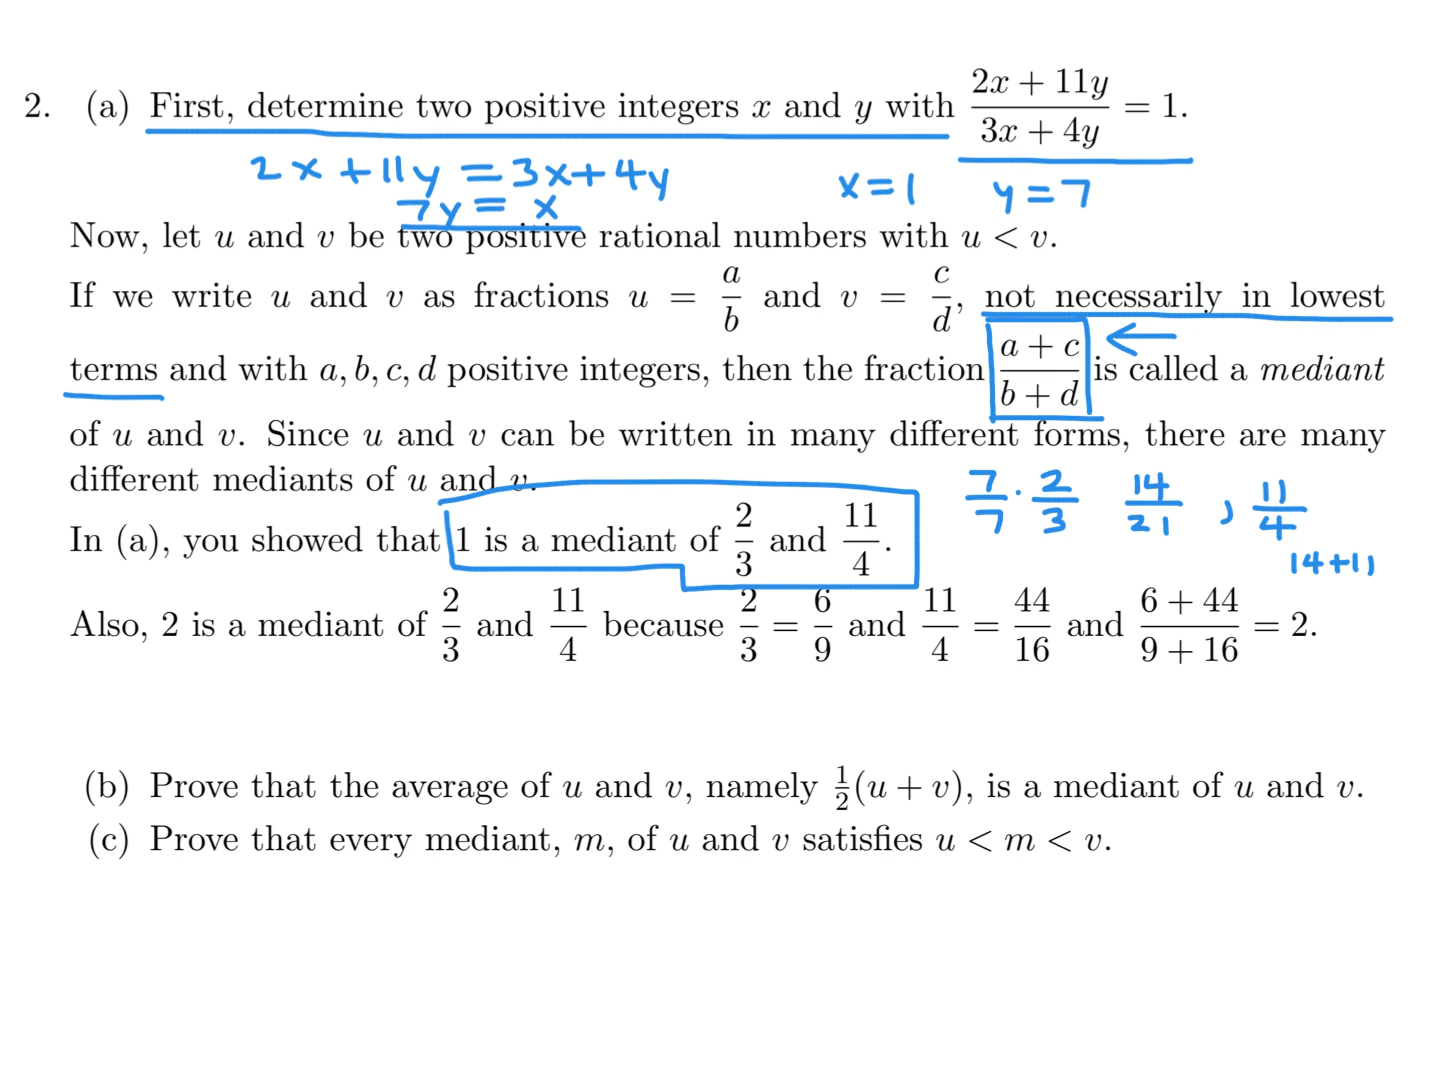 2. (a) First, determine two positive integers x and y with (2x + 11y)/(3x + 4y) = 1.
2x + 11y = 3x + 4y x = 1 y = 7
7y = x
Now, let u and v be two positive rational numbers with u < v.
If we write u and v as fractions u = a/b and v = c/d, not necessarily in lowest
terms and with a, b, c, d positive integers, then the fraction (a + c)/(b + d) is called a mediant
of u and v. Since u and v can be written in many different forms, there are many
different mediants of u and v.
7/7 · 2/3 14/21 , 11/4
In (a), you showed that 1 is a mediant of 2/3 and 11/4.
14+11
Also, 2 is a mediant of 2/3 and 11/4 because 2/3 = 6/9 and 11/4 = 44/16 and (6 + 44)/(9 + 16) = 2.
(b) Prove that the average of u and v, namely 1/2(u + v), is a mediant of u and v.
(c) Prove that every mediant, m, of u and v satisfies u < m < v.